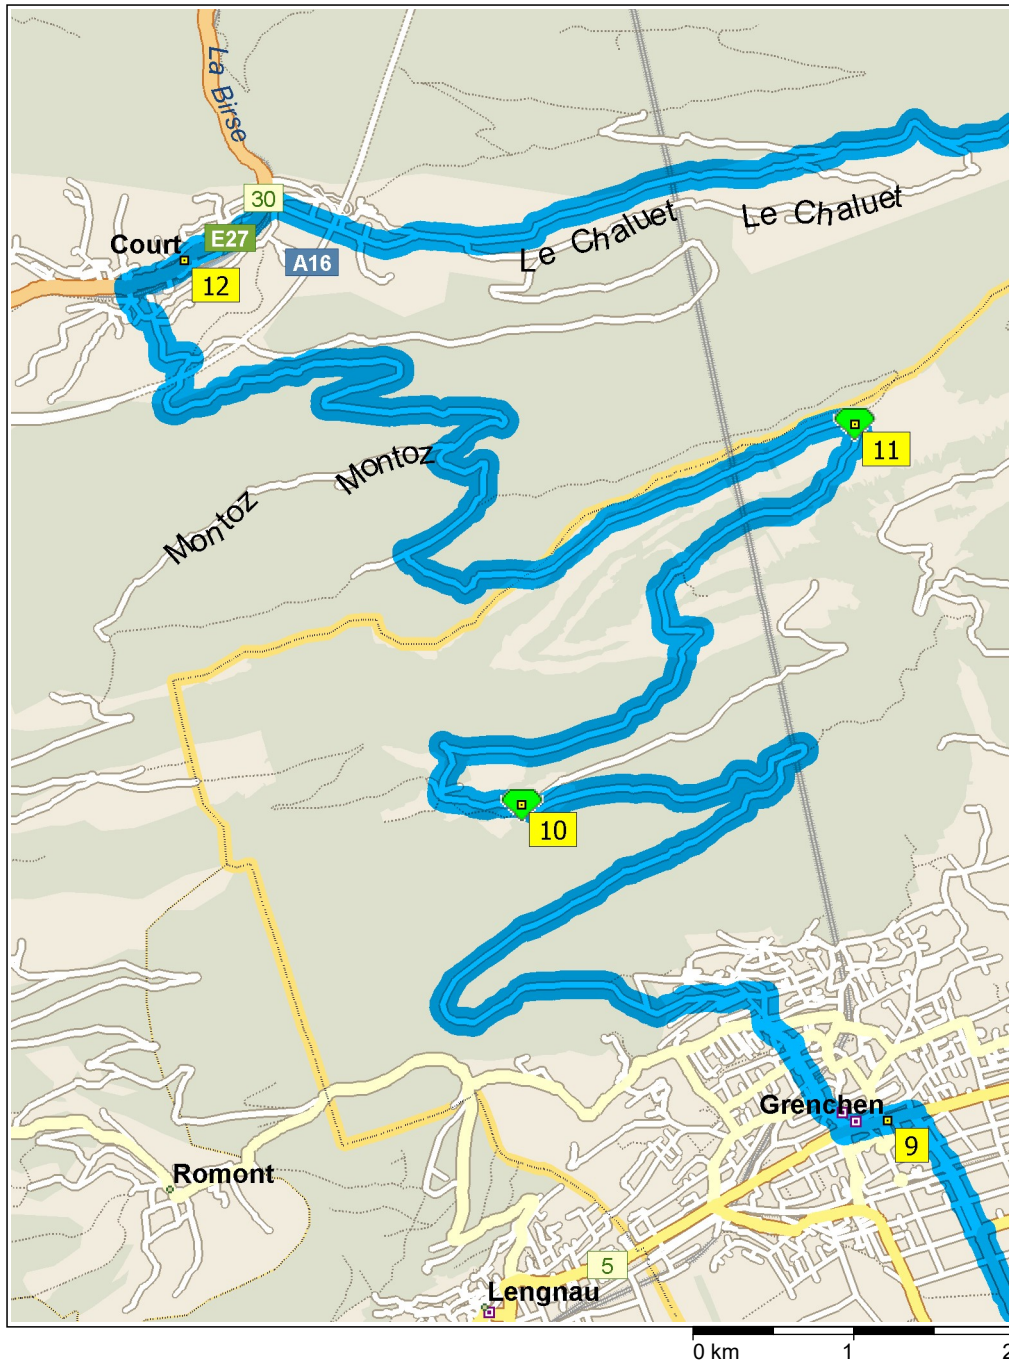 La Birse
30
Le Chaluet
Court
E27
Le Chaluet
A16
12
11
Montoz
Montoz
10
Grenchen
9
Romont
5
Lengnau
0 km 1 2